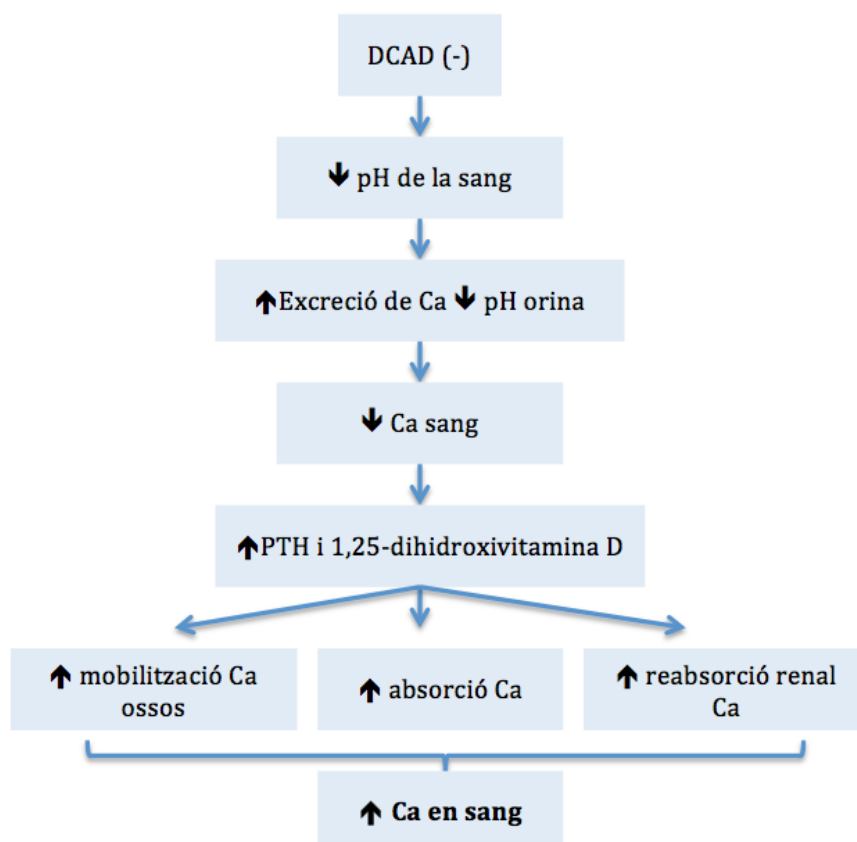 DCAD (-)
🡻 pH de la sang
🡹Excreció de Ca 🡻 pH orina
🡻 Ca sang
🡹PTH i 1,25-dihidroxivitamina D
🡹 mobilització Ca
ossos
🡹 absorció Ca
🡹 reabsorció renal
Ca
🡹 Ca en sang